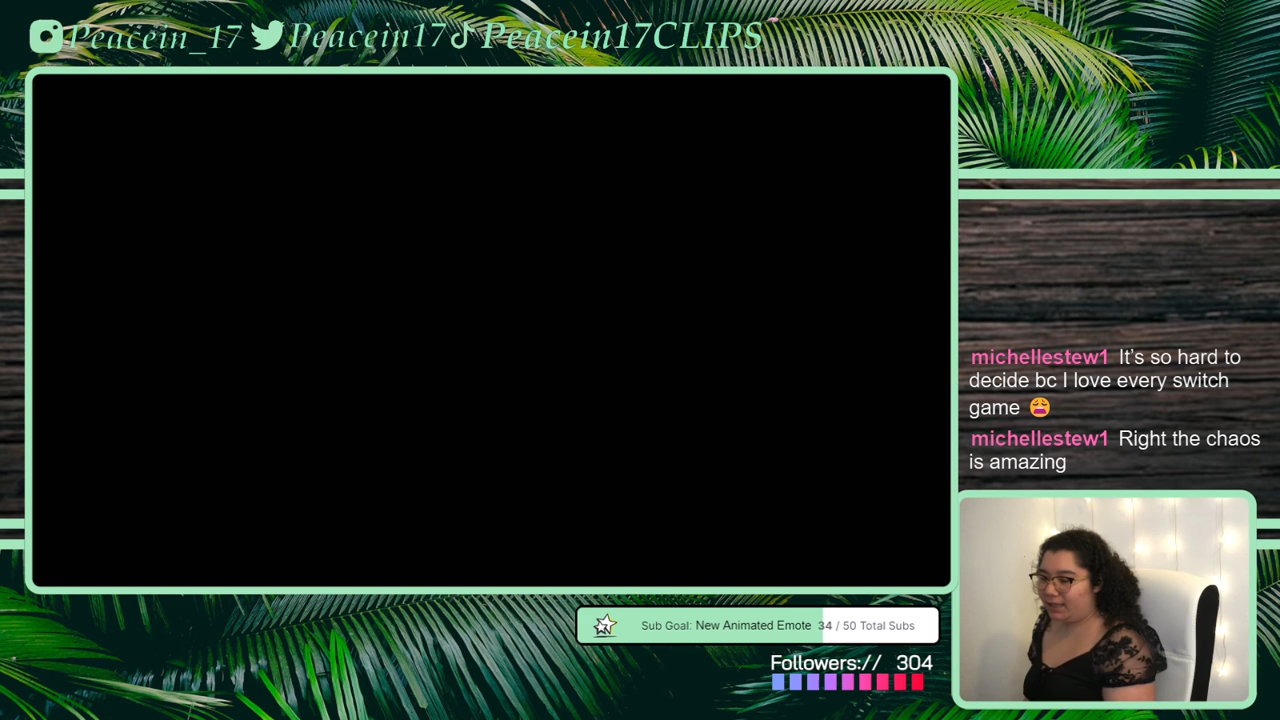 Peacein_17 Peacein17 Peacein17CLIPS
michellestew1 It's so hard to
decide bc I love every switch
game 😩
michellestew1 Right the chaos
is amazing
Sub Goal: New Animated Emote 34 / 50 Total Subs
Followers:// 304